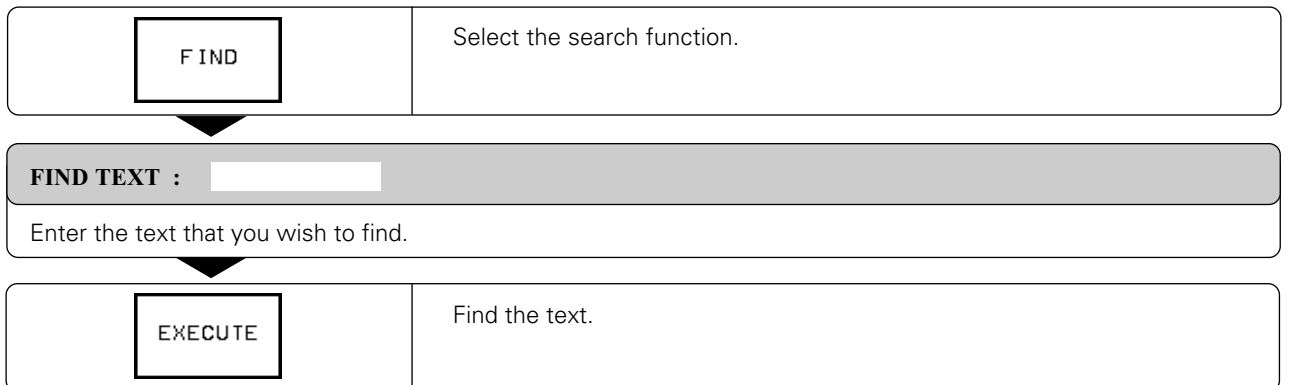 FIND
Select the search function.
FIND TEXT :
Enter the text that you wish to find.
EXECUTE
Find the text.